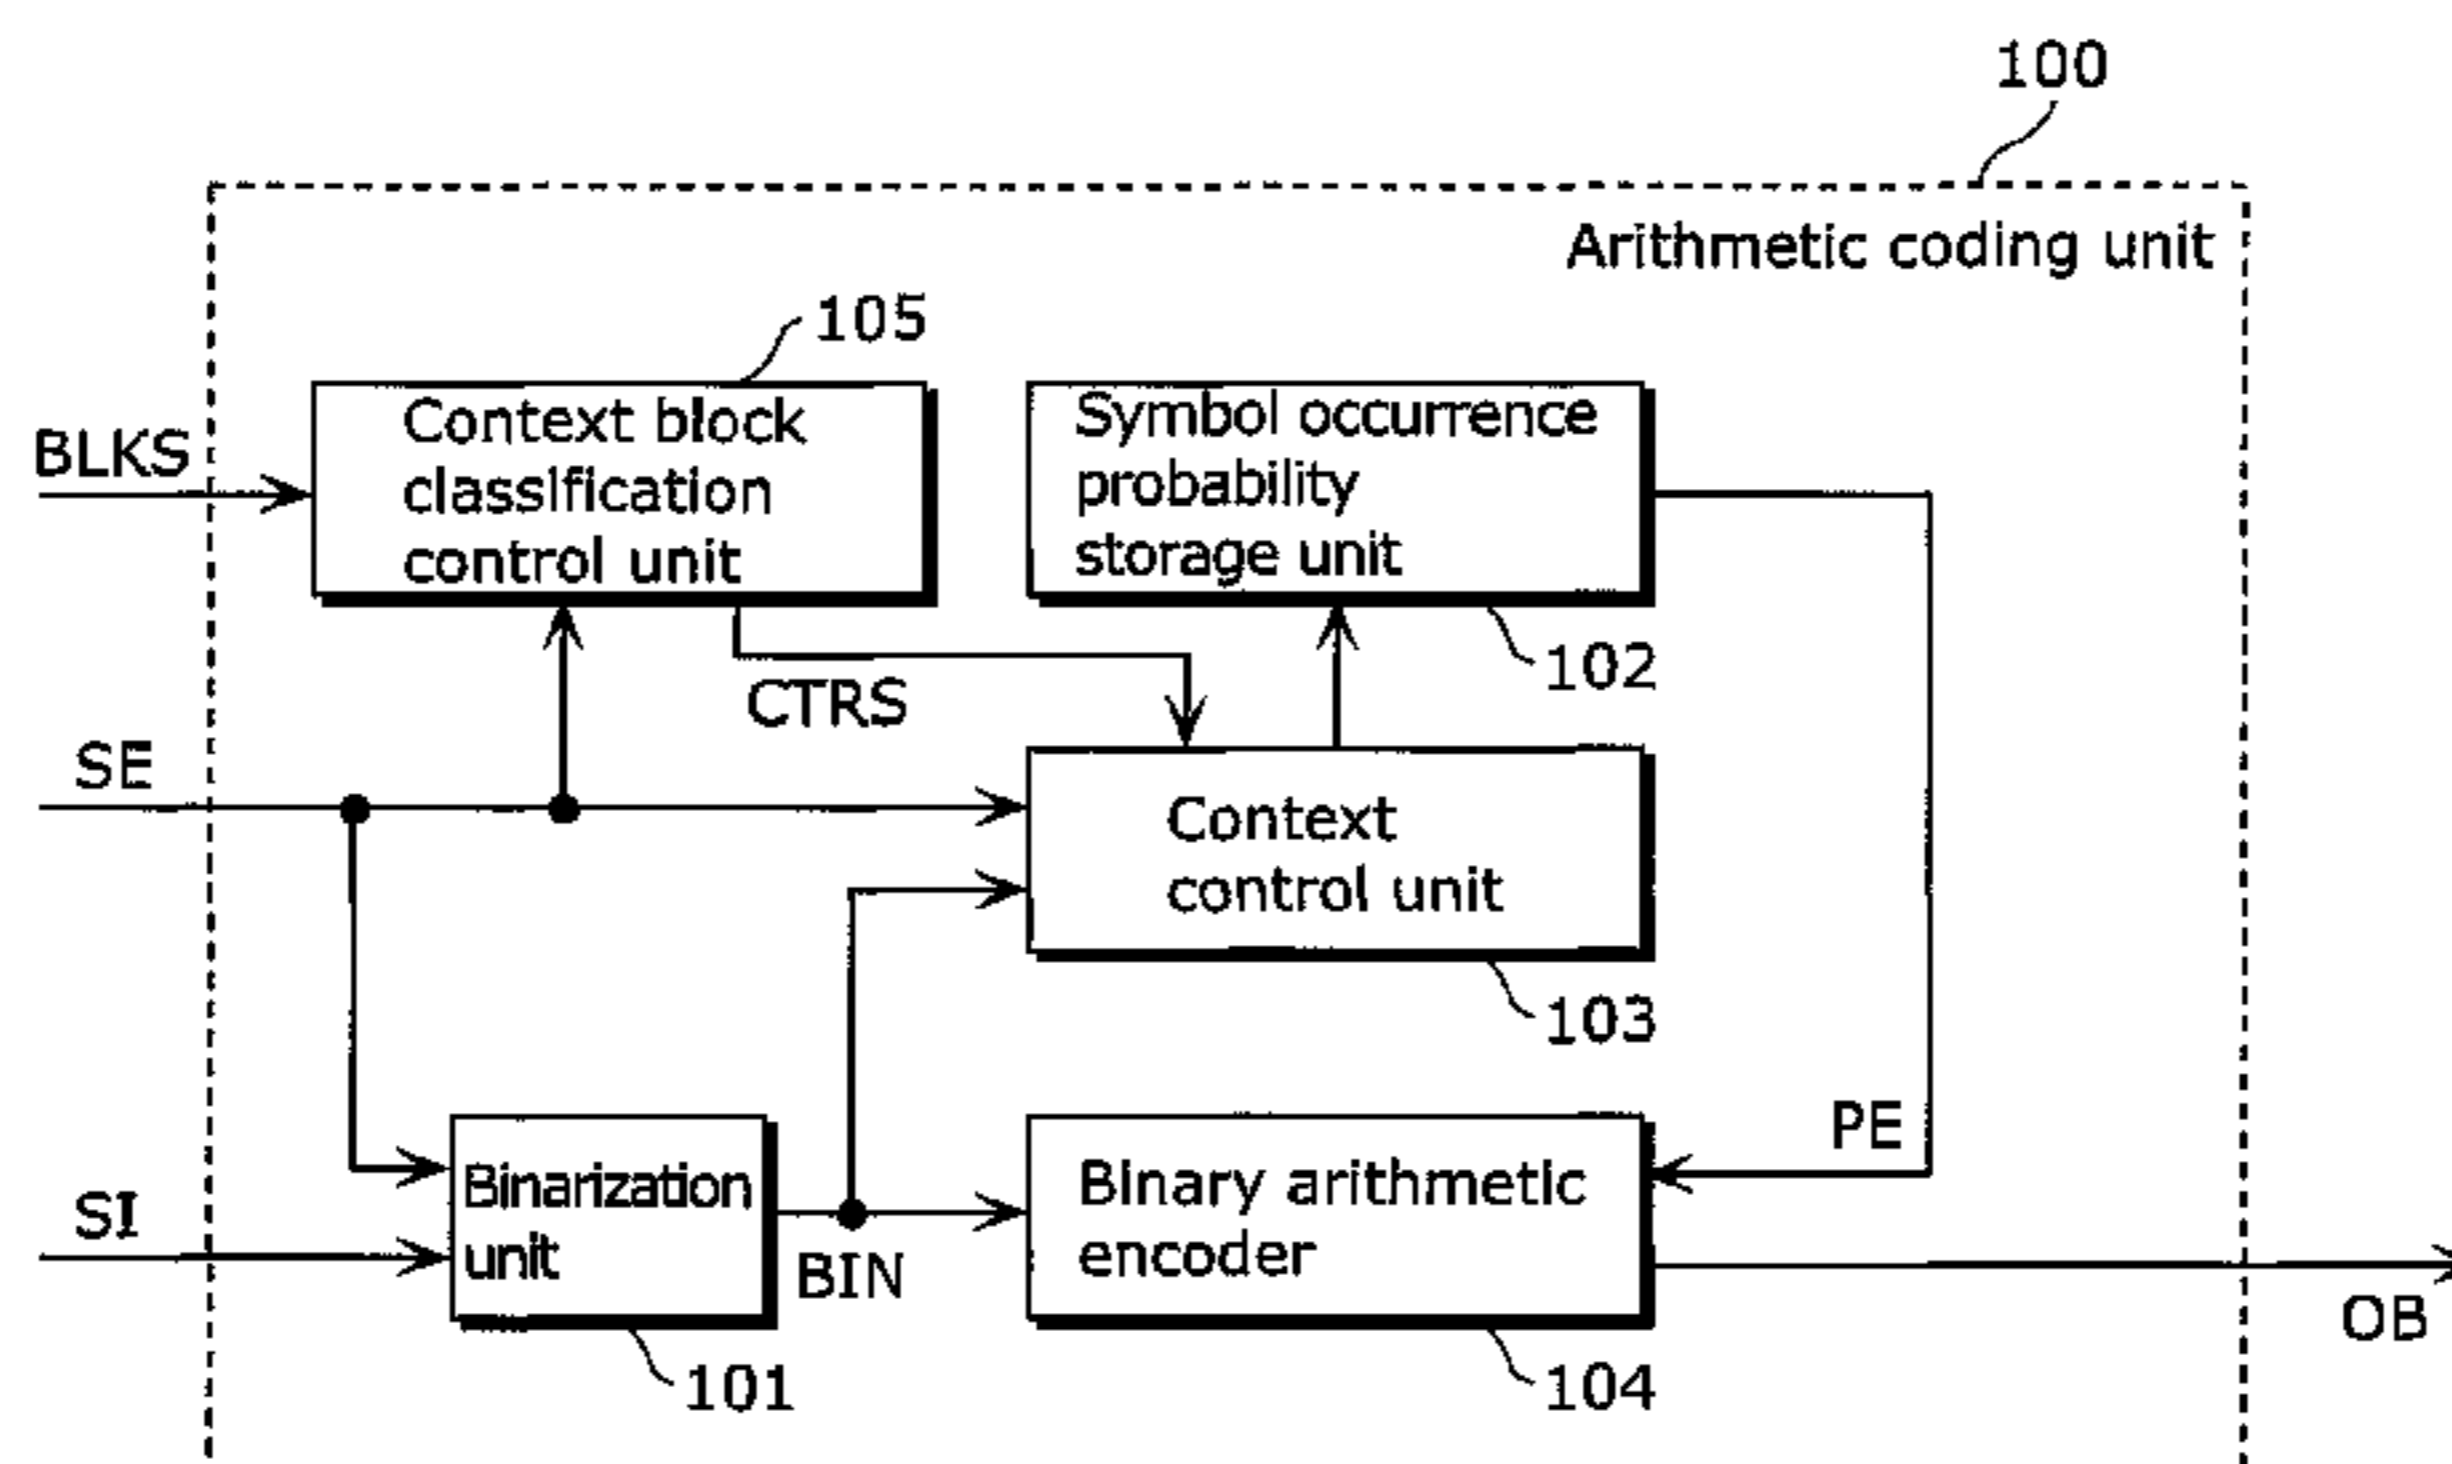 100
Arithmetic coding unit
105
BLKS
Context block
classification
control unit
Symbol occurrence
probability
storage unit
102
CTRS
SE
Context
control unit
103
PE
SI
Binarization
unit
BIN
Binary arithmetic
encoder
OB
101
104